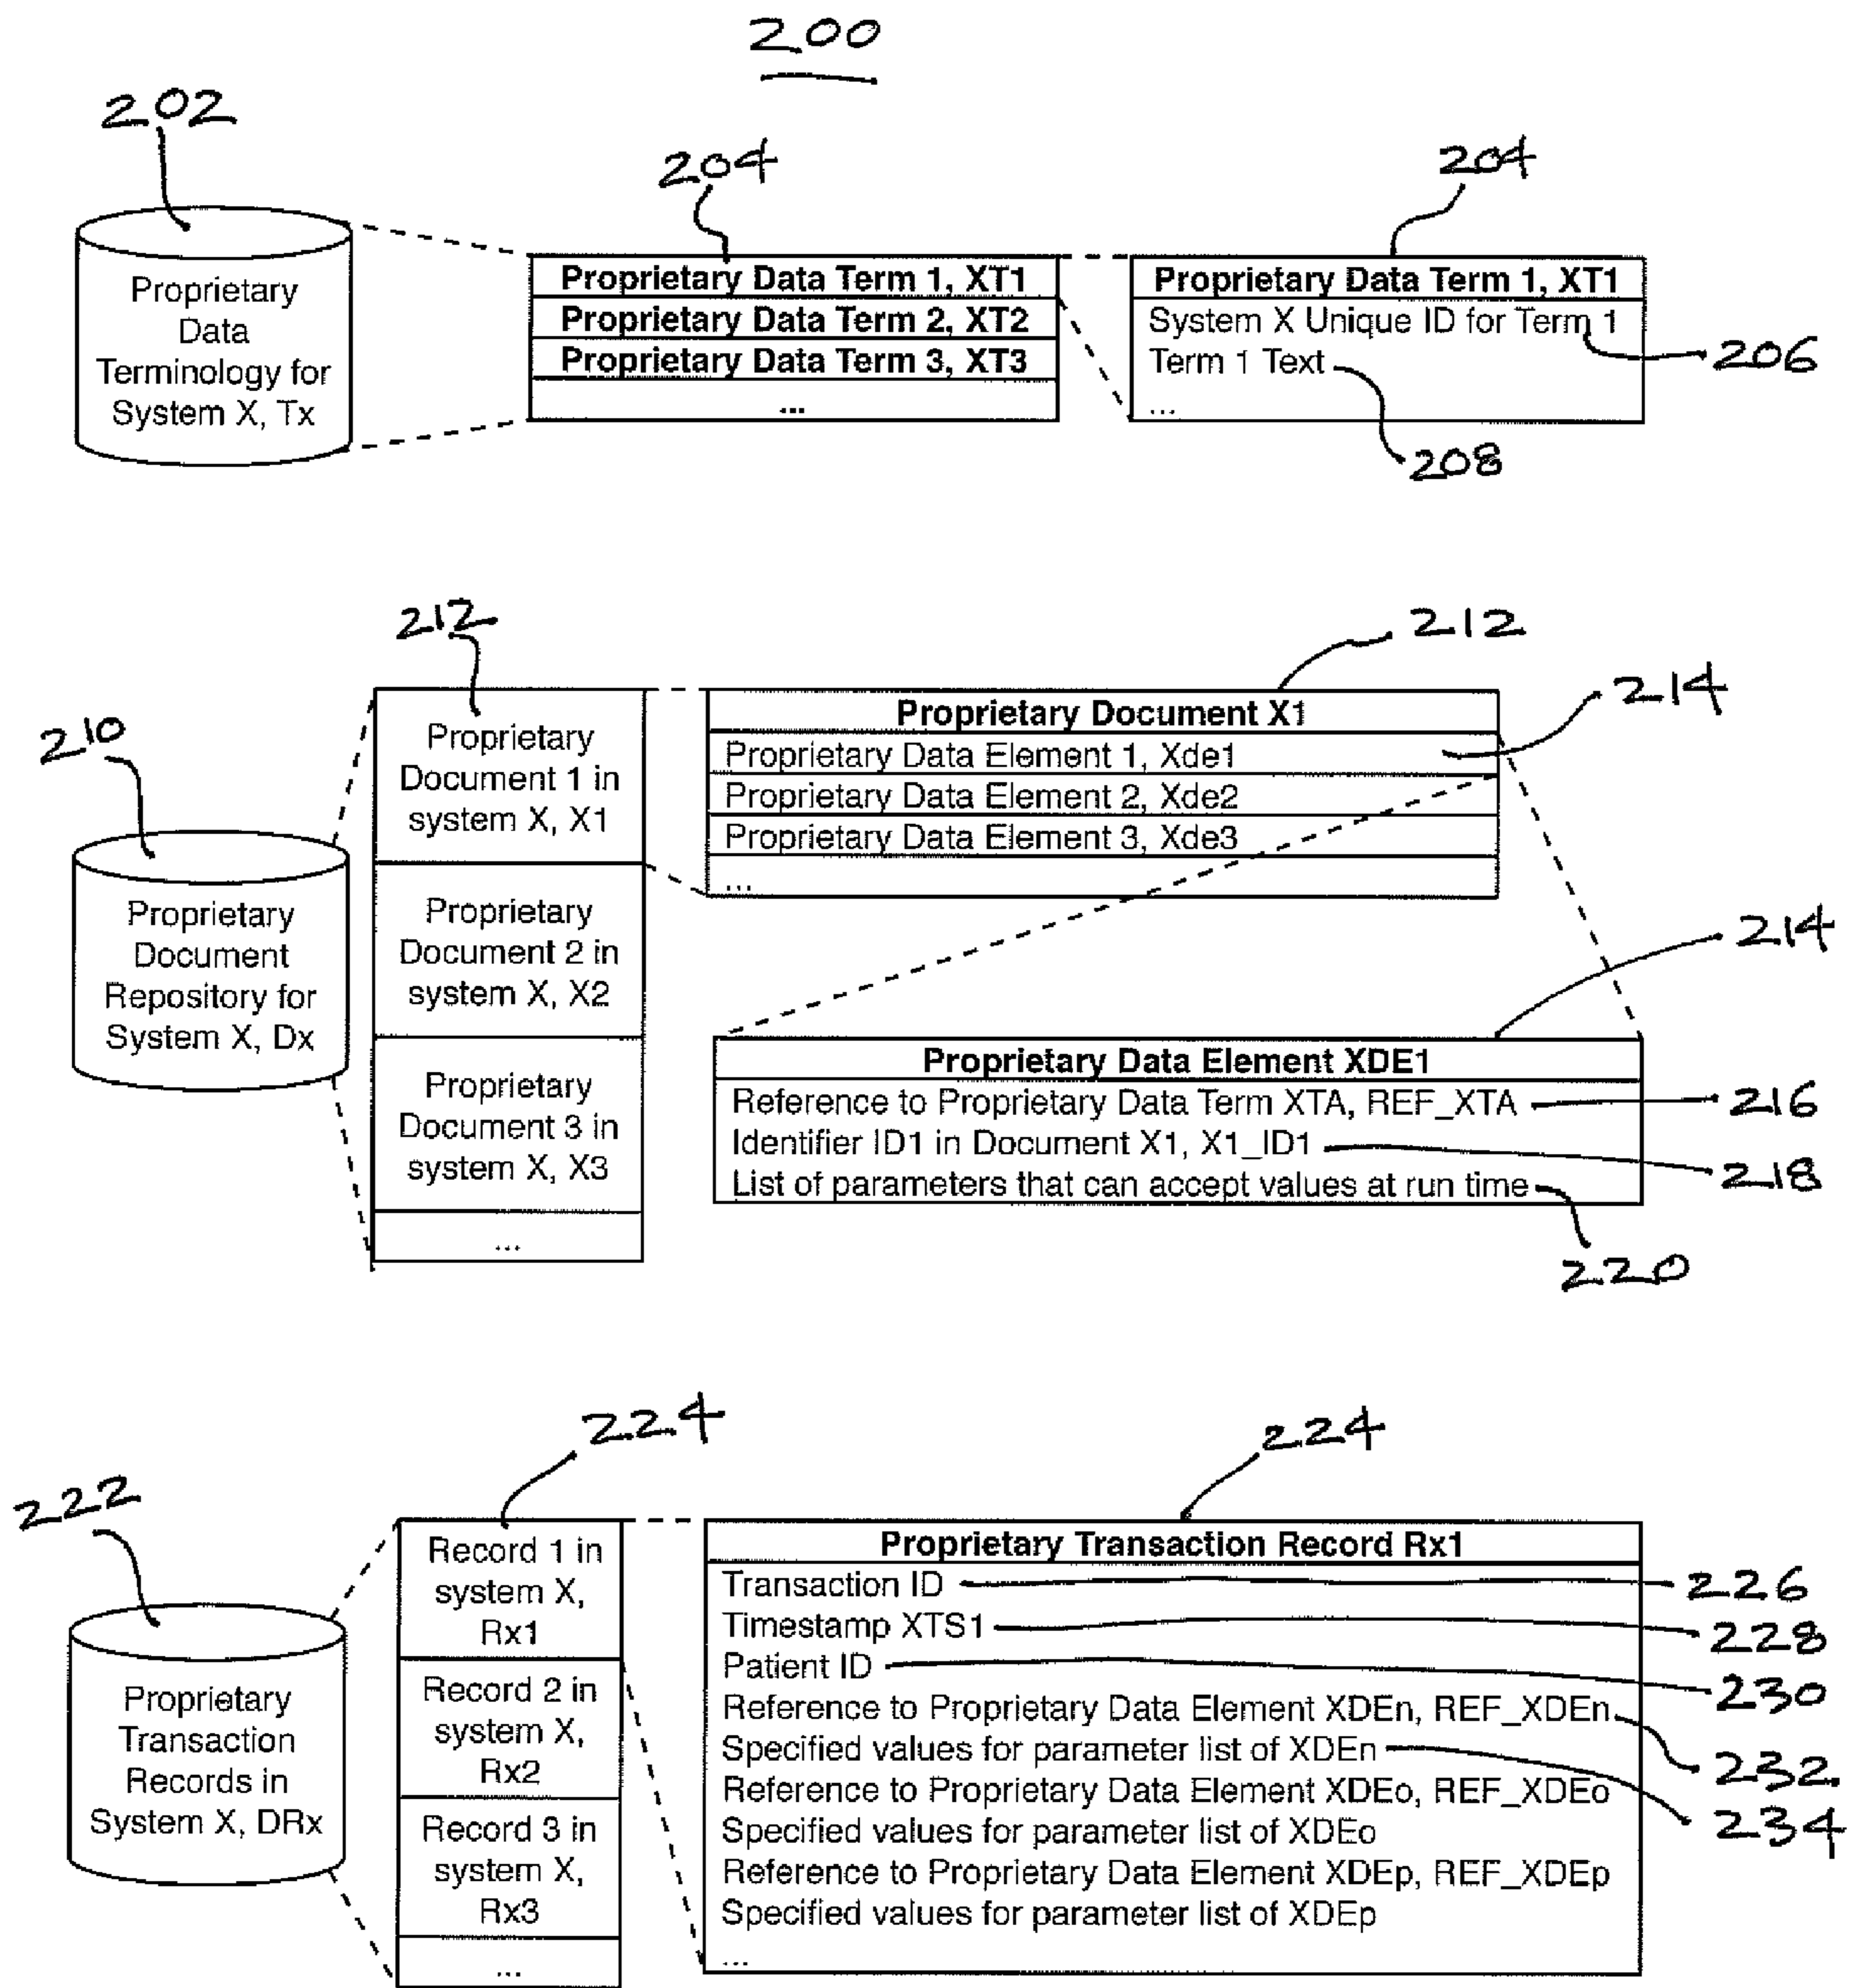 200
202
204
204
Proprietary
Data
Terminology for
System X, Tx
Proprietary Data Term 1, XT1
Proprietary Data Term 2, XT2
Proprietary Data Term 3, XT3
...
Proprietary Data Term 1, XT1
System X Unique ID for Term 1
Term 1 Text
...
206
208
210
212
212
214
Proprietary
Document
Repository for
System X, Dx
Proprietary
Document 1 in
system X, X1
Proprietary
Document 2 in
system X, X2
Proprietary
Document 3 in
system X, X3
...
Proprietary Document X1
Proprietary Data Element 1, Xde1
Proprietary Data Element 2, Xde2
Proprietary Data Element 3, Xde3
...
214
Proprietary Data Element XDE1
Reference to Proprietary Data Term XTA, REF_XTA
Identifier ID1 in Document X1, X1_ID1
List of parameters that can accept values at run time
216
218
220
222
224
224
Proprietary
Transaction
Records in
System X, DRx
Record 1 in
system X,
Rx1
Record 2 in
system X,
Rx2
Record 3 in
system X,
Rx3
...
Proprietary Transaction Record Rx1
Transaction ID
Timestamp XTS1
Patient ID
Reference to Proprietary Data Element XDEn, REF_XDEn
Specified values for parameter list of XDEn
Reference to Proprietary Data Element XDEo, REF_XDEo
Specified values for parameter list of XDEo
Reference to Proprietary Data Element XDEp, REF_XDEp
Specified values for parameter list of XDEp
...
226
228
230
232
234